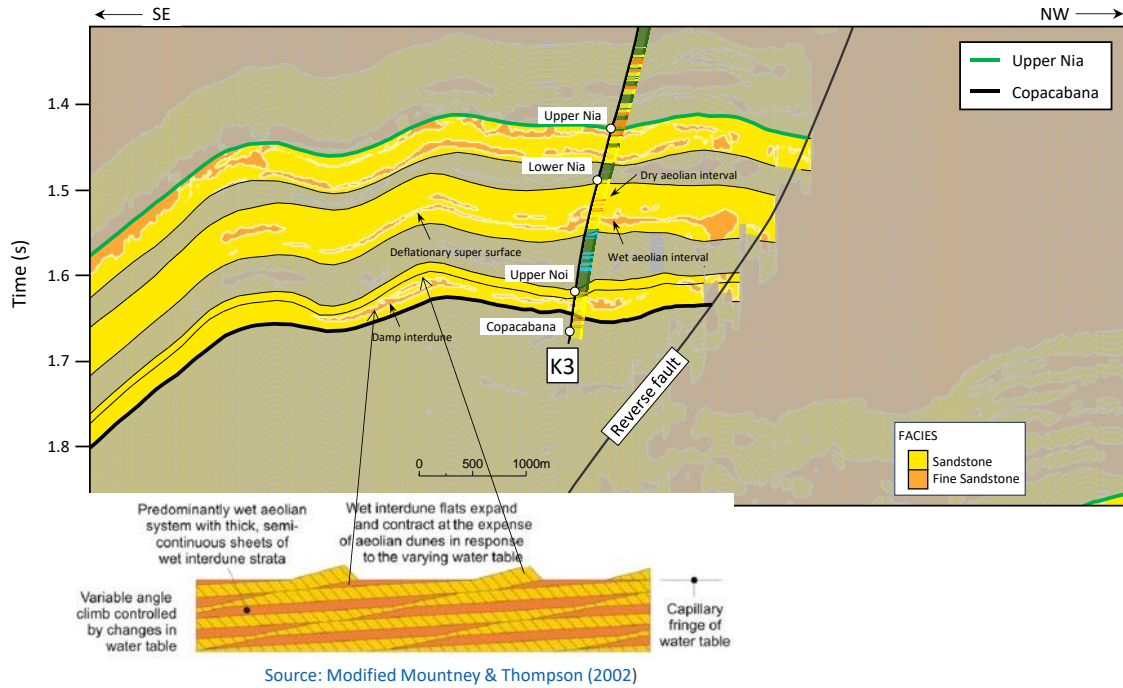 SE
NW
Upper Nia
Copacabana
1.4
1.5
1.6
1.7
1.8
Time (s)
Upper Nia
Lower Nia
Dry aeolian interval
Deflationary super surface
Wet aeolian interval
Upper Noi
Copacabana
Damp interdune
K3
Reverse fault
0 500 1000m
FACIES
Sandstone
Fine Sandstone
Predominantly wet aeolian
system with thick, semi-
continuous sheets of
wet interdune strata
Wet interdune flats expand
and contract at the expense
of aeolian dunes in response
to the varying water table
Variable angle
climb controlled
by changes in
water table
Capillary
fringe of
water table
Source: Modified Mountney & Thompson (2002)